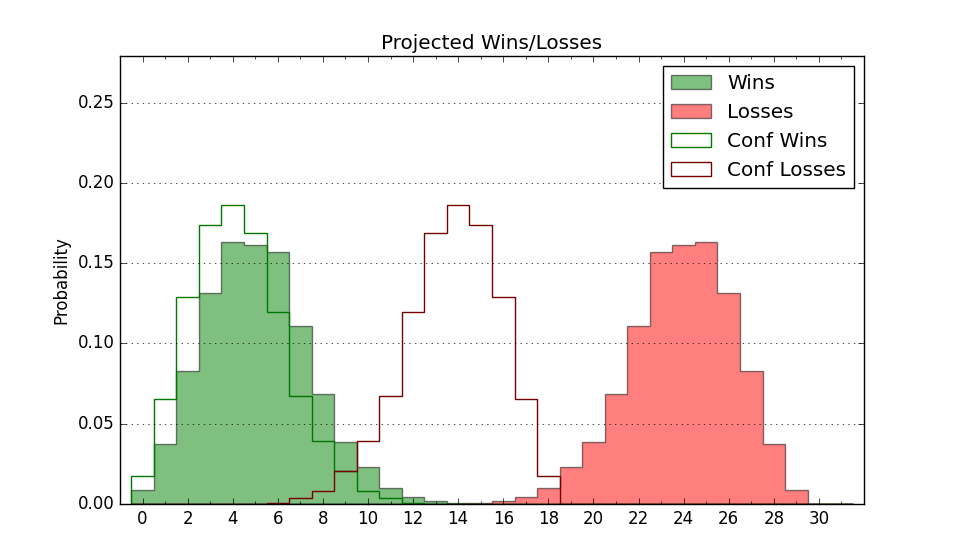 Projected Wins/Losses
Wins
Losses
Conf Wins
Conf Losses
Probability
0.25
0.20
0.15
0.10
0.05
0.00
0 2 4 6 8 10 12 14 16 18 20 22 24 26 28 30